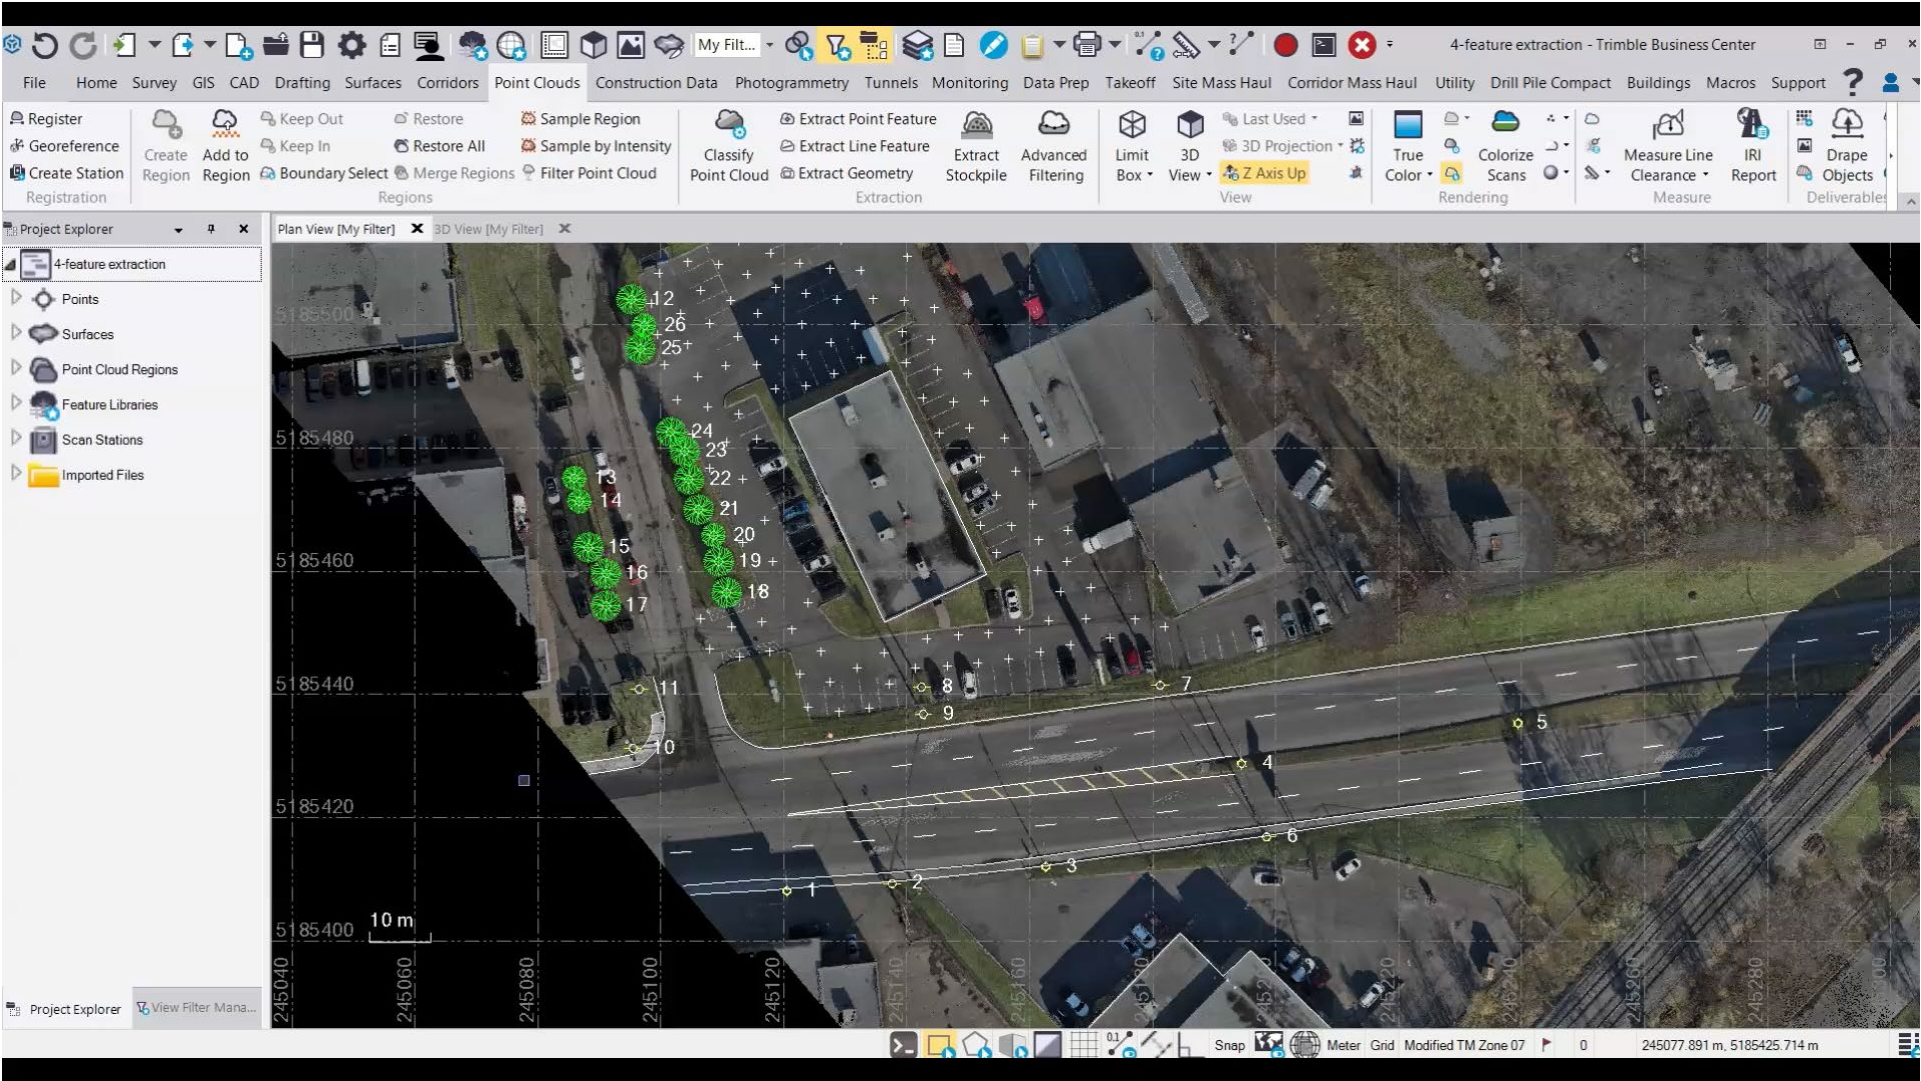 My Filt...
4-feature extraction - Trimble Business Center
File Home Survey GIS CAD Drafting Surfaces Corridors Point Clouds Construction Data Photogrammetry Tunnels Monitoring Data Prep Takeoff Site Mass Haul Corridor Mass Haul Utility Drill Pile Compact Buildings Macros Support
Register
Georeference
Create Station
Registration
Create Region
Add to Region
Keep Out
Keep In
Boundary Select
Restore
Restore All
Merge Regions
Sample Region
Sample by Intensity
Filter Point Cloud
Regions
Classify Point Cloud
Extract Point Feature
Extract Line Feature
Extract Geometry
Extract Stockpile
Advanced Filtering
Extraction
Limit Box
3D View
Last Used
3D Projection
Z Axis Up
View
True Color
Colorize Scans
Rendering
Measure Line Clearance
IRI Report
Measure
Drape Objects
Deliverables
Project Explorer
4-feature extraction
Points
Surfaces
Point Cloud Regions
Feature Libraries
Scan Stations
Imported Files
Project Explorer
View Filter Mana...
Plan View [My Filter]
3D View [My Filter]
5185500
5185480
5185460
5185440
5185420
5185400
12
26
25
24
23
22
21
20
19
18
13
14
15
16
17
11
10
8
9
7
5
4
6
3
2
1
10 m
245040
245060
245080
245100
245120
245140
245160
245180
245220
245240
245260
245280
Snap
Meter
Grid
Modified TM Zone 07
0
245077.891 m, 5185425.714 m